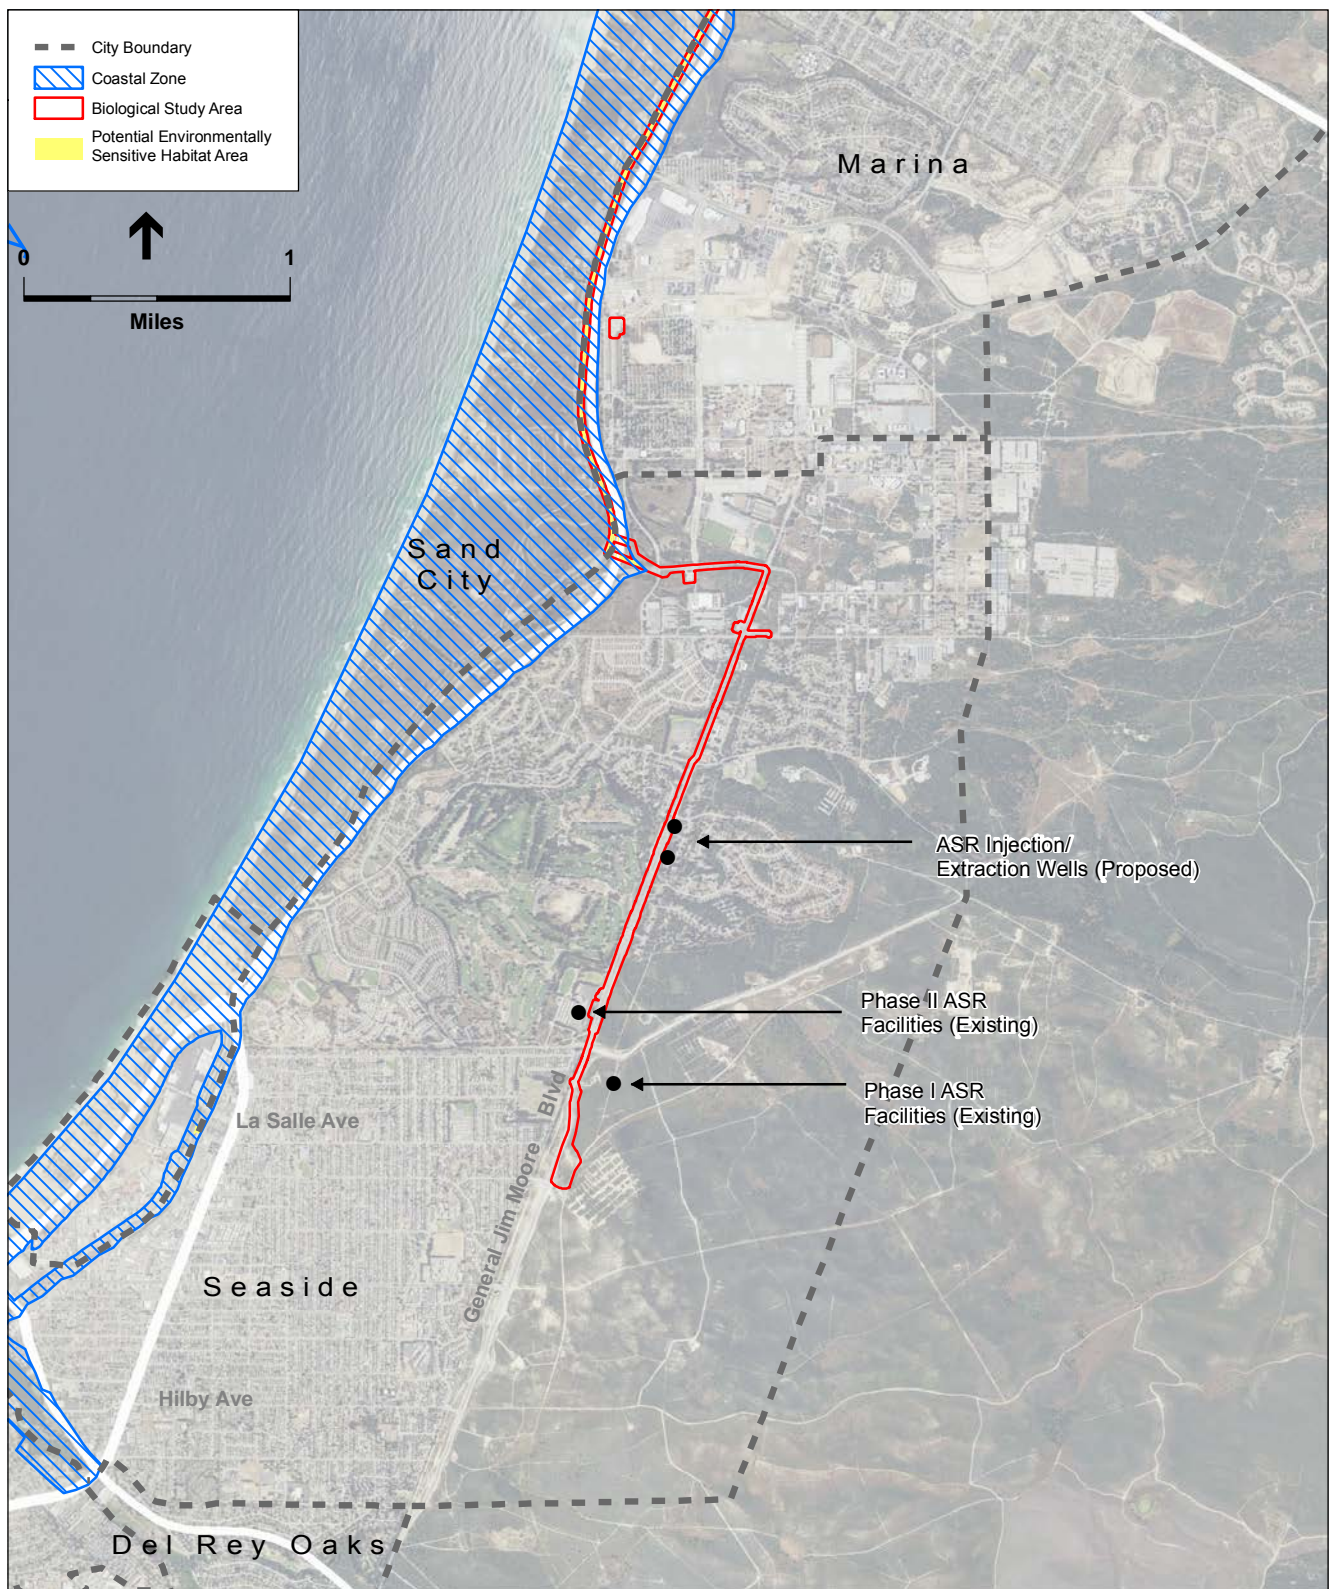 City Boundary
Coastal Zone
Biological Study Area
Potential Environmentally
Sensitive Habitat Area
0
1
Miles
Marina
Sand
City
ASR Injection/
Extraction Wells (Proposed)
Phase II ASR
Facilities (Existing)
Phase I ASR
Facilities (Existing)
La Salle Ave
General Jim Moore Blvd
Seaside
Hilby Ave
Del Rey Oaks